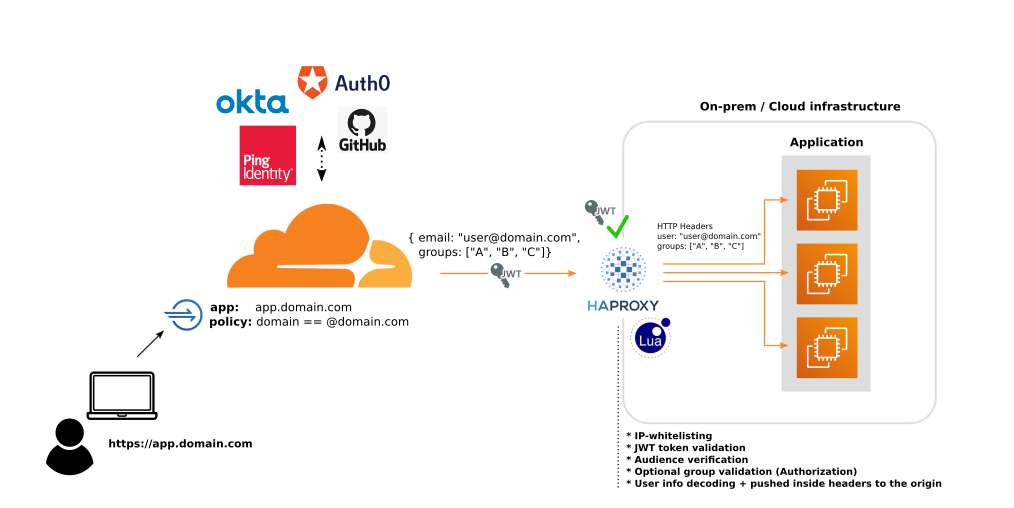 Auth0
okta
GitHub
Ping
Identity
On-prem / Cloud infrastructure
Application
JWT
HTTP Headers
user: "user@domain.com"
groups: ["A", "B", "C"]
{ email: "user@domain.com",
groups: ["A", "B", "C"]}
JWT
HAPROXY
Lua
app: app.domain.com
policy: domain == @domain.com
https://app.domain.com
* IP-whitelisting
* JWT token validation
* Audience verification
* Optional group validation (Authorization)
* User info decoding + pushed inside headers to the origin